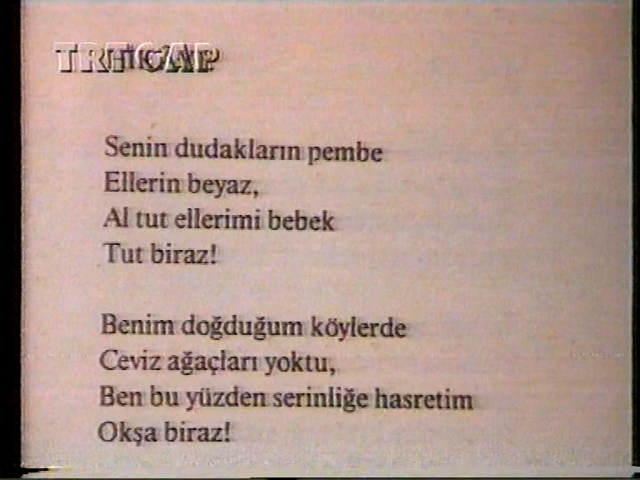 TRT GAP
Senin dudakların pembe
Ellerin beyaz,
Al tut ellerimi bebek
Tut biraz!
Benim doğduğum köylerde
Ceviz ağaçları yoktu,
Ben bu yüzden serinliğe hasretim
Okşa biraz!